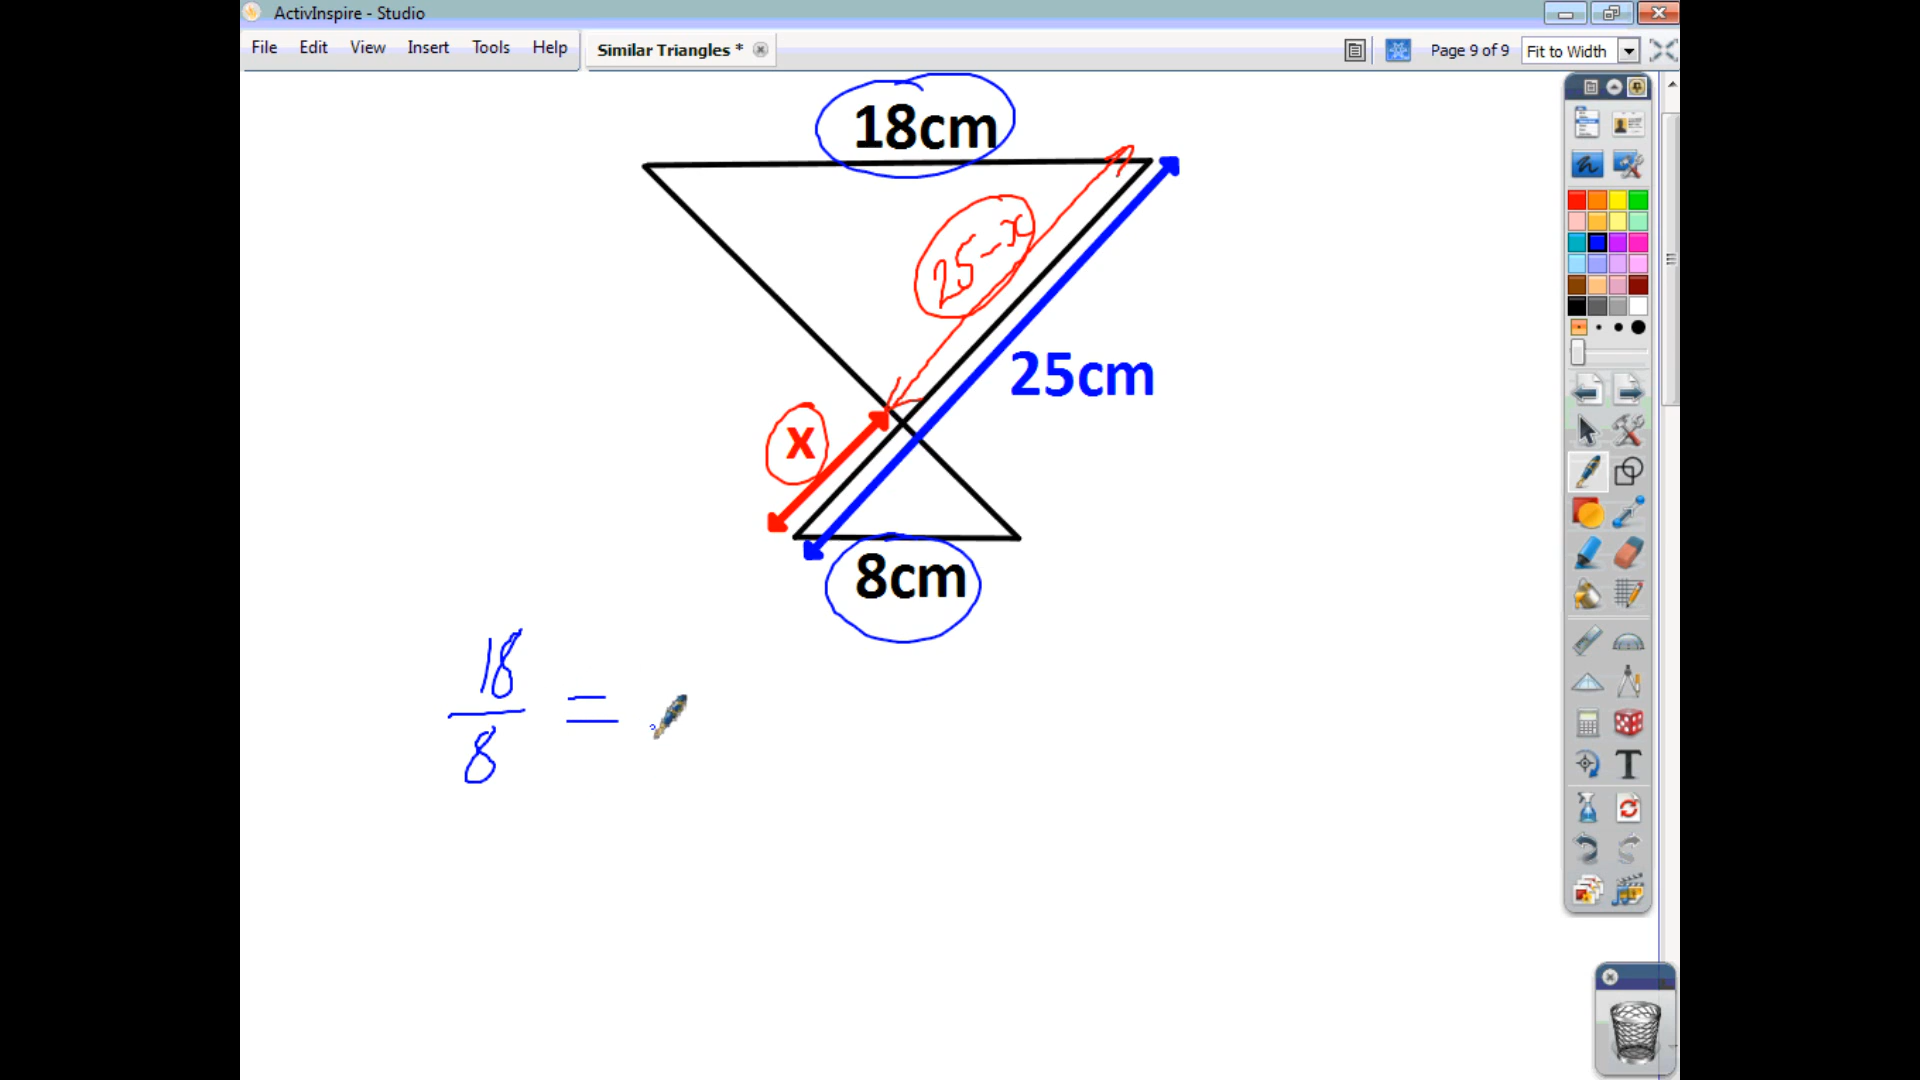 ActivInspire - Studio
File Edit View Insert Tools Help
Similar Triangles *
Page 9 of 9
Fit to Width
18cm
25-x
25cm
x
8cm
18
8
=
T